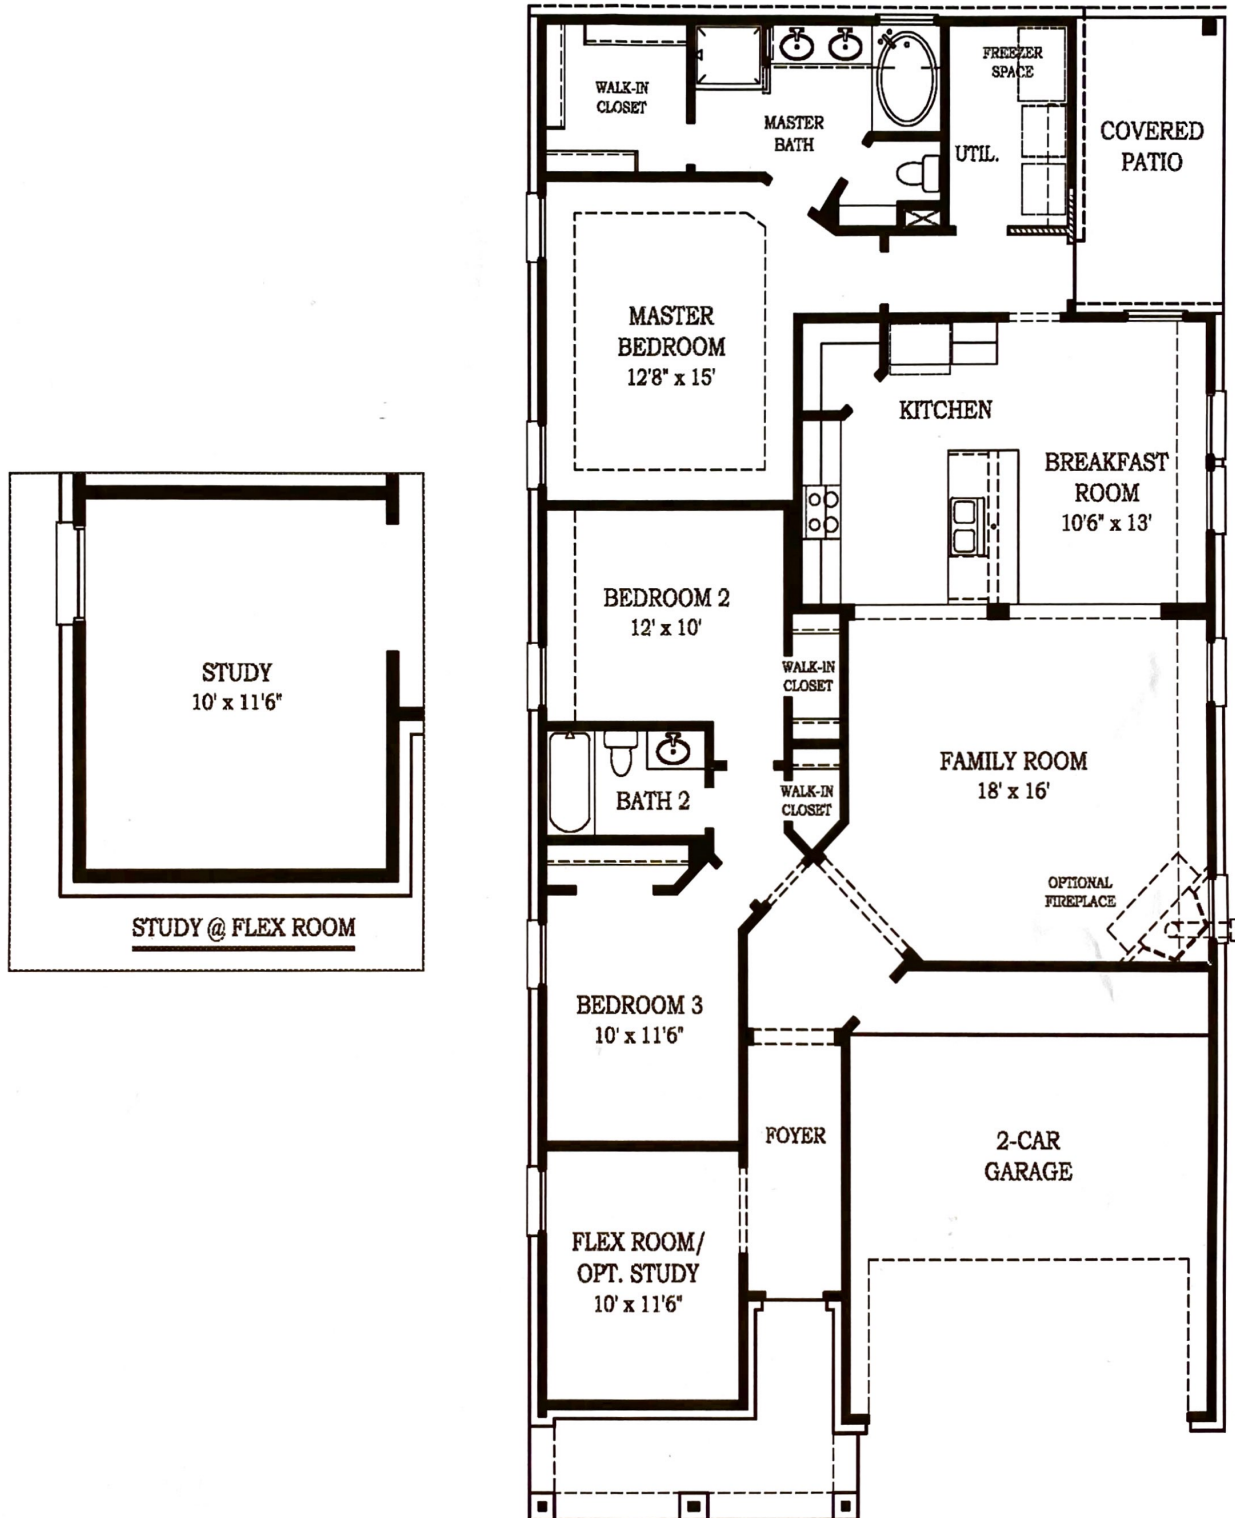 WALK-IN
CLOSET
MASTER
BATH
FREEZER
SPACE
UTIL.
COVERED
PATIO
MASTER
BEDROOM
12'8" x 15'
KITCHEN
BREAKFAST
ROOM
10'6" x 13'
BEDROOM 2
12' x 10'
WALK-IN
CLOSET
STUDY
10' x 11'6"
STUDY @ FLEX ROOM
FAMILY ROOM
18' x 16'
BATH 2
WALK-IN
CLOSET
OPTIONAL
FIREPLACE
BEDROOM 3
10' x 11'6"
FOYER
2-CAR
GARAGE
FLEX ROOM/
OPT. STUDY
10' x 11'6"